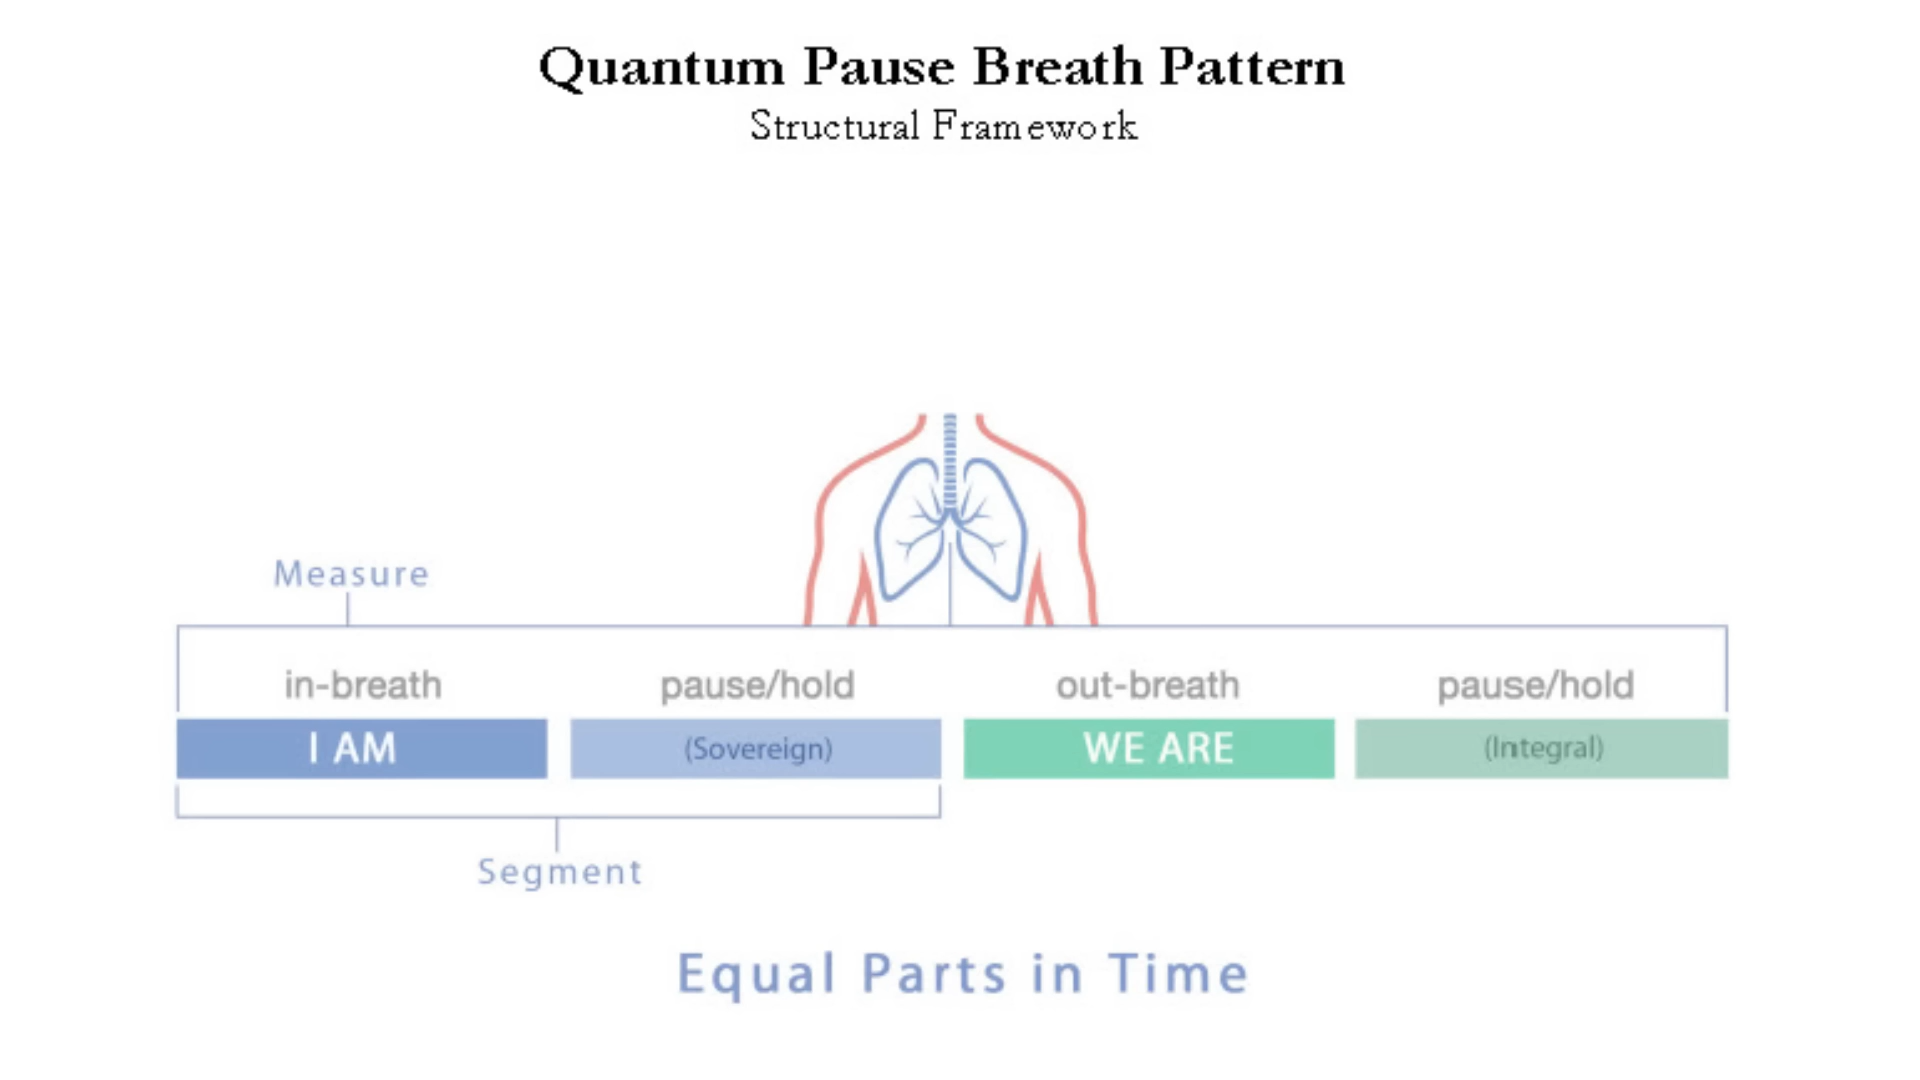 Quantum Pause Breath Pattern
Structural Framework
Measure
in-breath pause/hold out-breath pause/hold
I AM (Sovereign) WE ARE (Integral)
Segment
Equal Parts in Time